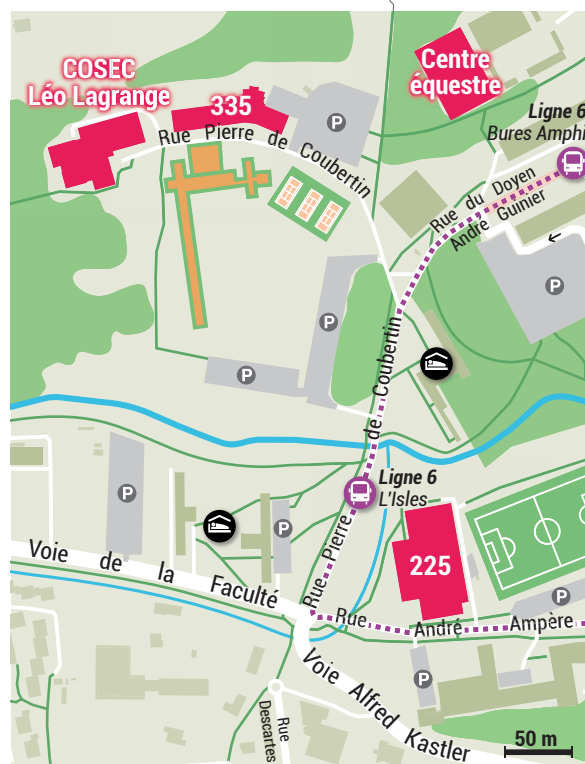 COSEC
Léo Lagrange
335
Centre
équestre
Ligne 6
Bures Amphi
P
Rue Pierre de Coubertin
Rue du Doyen
André Guinier
P
P
P
P
Ligne 6
L'Isles
P
225
Voie de la Faculté
Rue Pierre de Coubertin
P
Rue André Ampère
P
Voie Alfred Kastler
Rue
Descartes
50 m